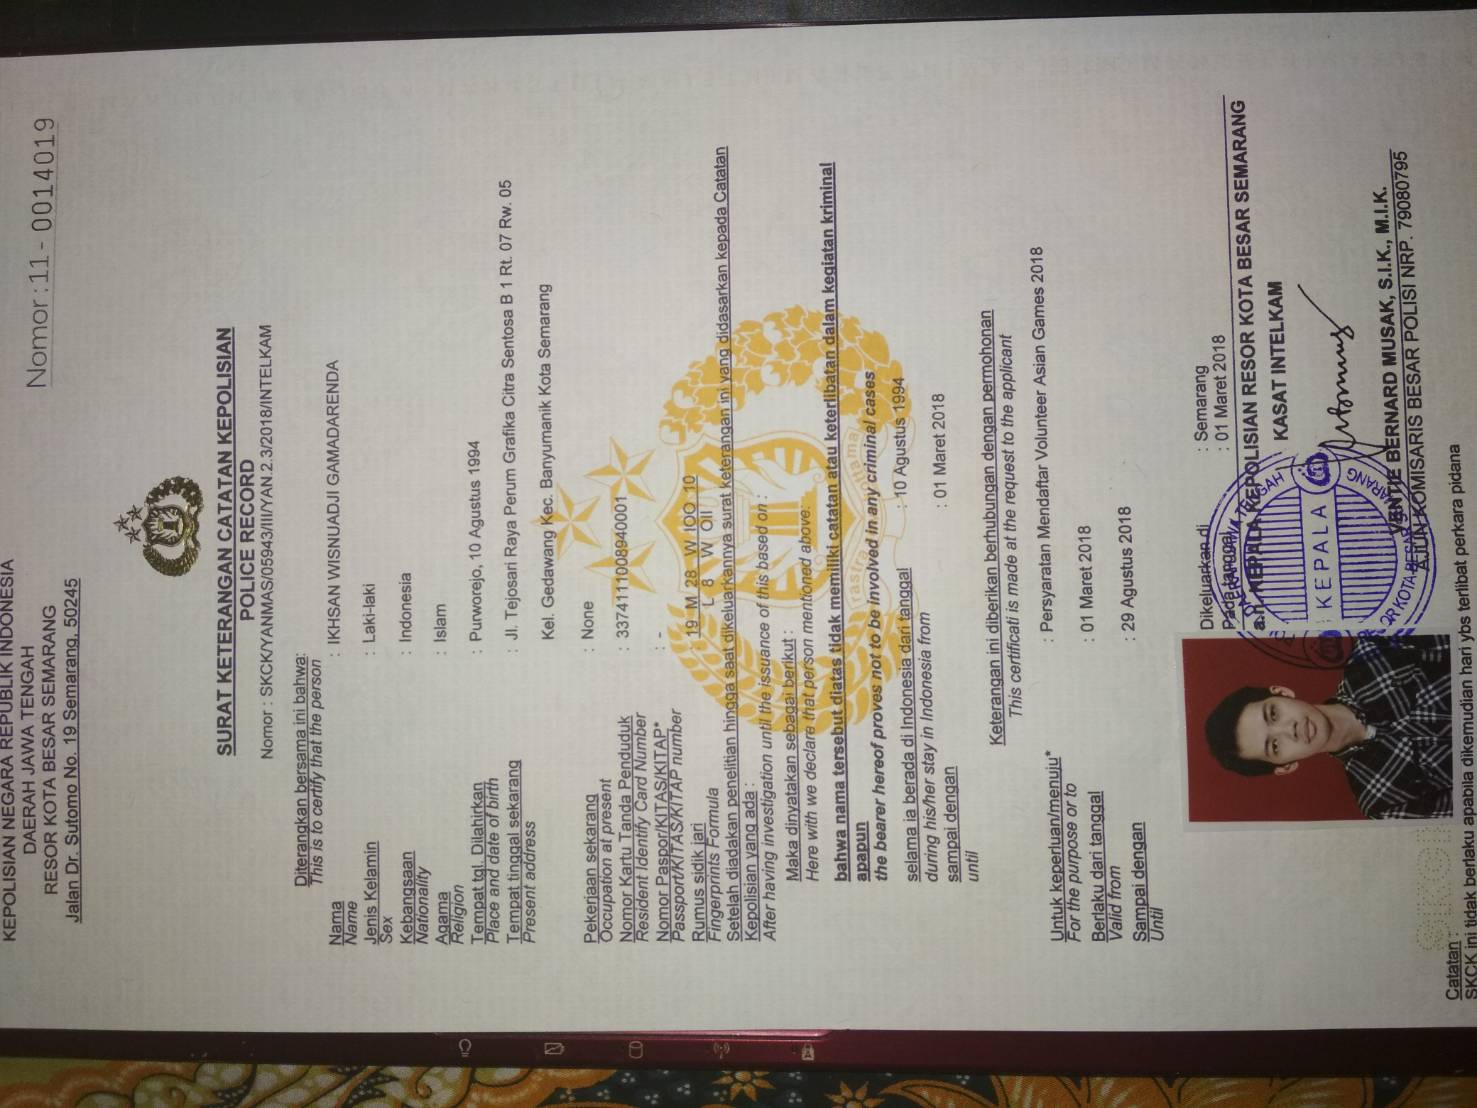 KEPOLISIAN NEGARA REPUBLIK INDONESIA
DAERAH JAWA TENGAH
RESOR KOTA BESAR SEMARANG
Jalan Dr. Sutomo No. 19 Semarang, 50245
Nomor : 11 - 0014019
SURAT KETERANGAN CATATAN KEPOLISIAN
POLICE RECORD
Nomor : SKCK/YANMAS/05943/III/YAN.2.3/2018/INTELKAM
Diterangkan bersama ini bahwa:
This is to certify that the person
Nama : IKHSAN WISNUADJI GAMADARENDA
Name
Jenis Kelamin : Laki-laki
Sex
Kebangsaan : Indonesia
Nationality
Agama : Islam
Religion
Tempat tgl. Dilahirkan : Purworejo, 10 Agustus 1994
Place and date of birth
Tempat tinggal sekarang : Jl. Tejosari Raya Perum Grafika Citra Sentosa B 1 Rt. 07 Rw. 05
Present address
Kel. Gedawang Kec. Banyumanik Kota Semarang
Pekerjaan sekarang : None
Occupation at present
Nomor Kartu Tanda Penduduk : 3374111008940001
Resident Identify Card Number
Nomor Paspor/KITAS/KITAP* : -
Passport/KITAS/KITAP number
Rumus sidik jari : 19 M 28 W IOO 10
Fingerprints Formula L 8 W OII
Setelah diadakan penelitian hingga saat dikeluarkannya surat keterangan ini yang didasarkan kepada Catatan
Kepolisian yang ada :
After having investigation until the issuance of this based on :
Maka dinyatakan sebagai berikut :
Here with we declare that person mentioned above:
bahwa nama tersebut diatas tidak memiliki catatan atau keterlibatan dalam kegiatan kriminal
apapun
the bearer hereof proves not to be involved in any criminal cases
selama ia berada di Indonesia dari tanggal : 10 Agustus 1994
during his/her stay in Indonesia from
sampai dengan : 01 Maret 2018
until
Keterangan ini diberikan berhubungan dengan permohonan
This certificati is made at the request to the applicant
Untuk keperluan/menuju* : Persyaratan Mendaftar Volunteer Asian Games 2018
For the purpose or to
Berlaku dari tanggal : 01 Maret 2018
Valid from
Sampai dengan : 29 Agustus 2018
Until
Dikeluarkan di : Semarang
Pada tanggal : 01 Maret 2018
a.n. KEPALA KEPOLISIAN RESOR KOTA BESAR SEMARANG
KASAT INTELKAM
DAERAH JAWA TENGAH
KEPALA
KOTA BESAR SEMARANG
VENTIE BERNARD MUSAK, S.I.K., M.I.K.
AJUN KOMISARIS BESAR POLISI NRP. 79080795
Catatan :
SKCK ini tidak berlaku apabila dikemudian hari ybs terlibat perkara pidana